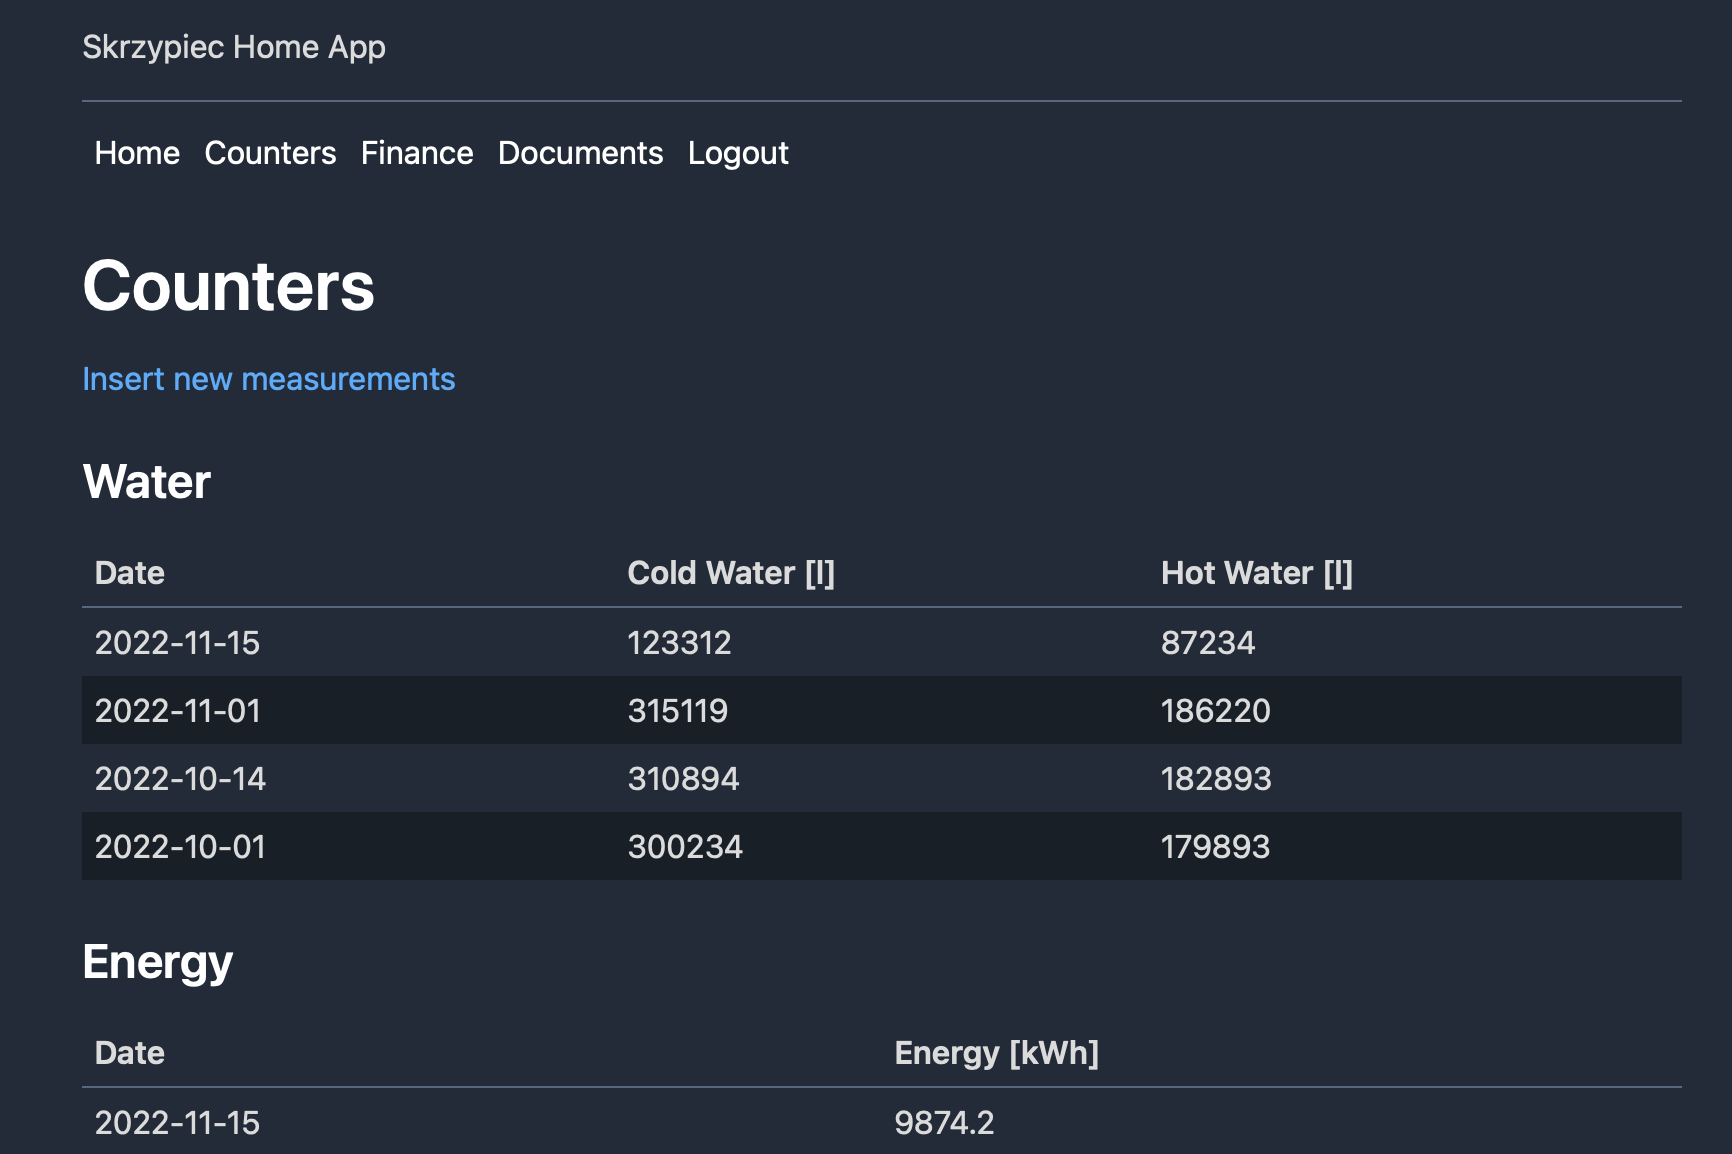 Skrzypiec Home App
Home Counters Finance Documents Logout
Counters
Insert new measurements
Water
Date Cold Water [l] Hot Water [l]
2022-11-15 123312 87234
2022-11-01 315119 186220
2022-10-14 310894 182893
2022-10-01 300234 179893
Energy
Date Energy [kWh]
2022-11-15 9874.2